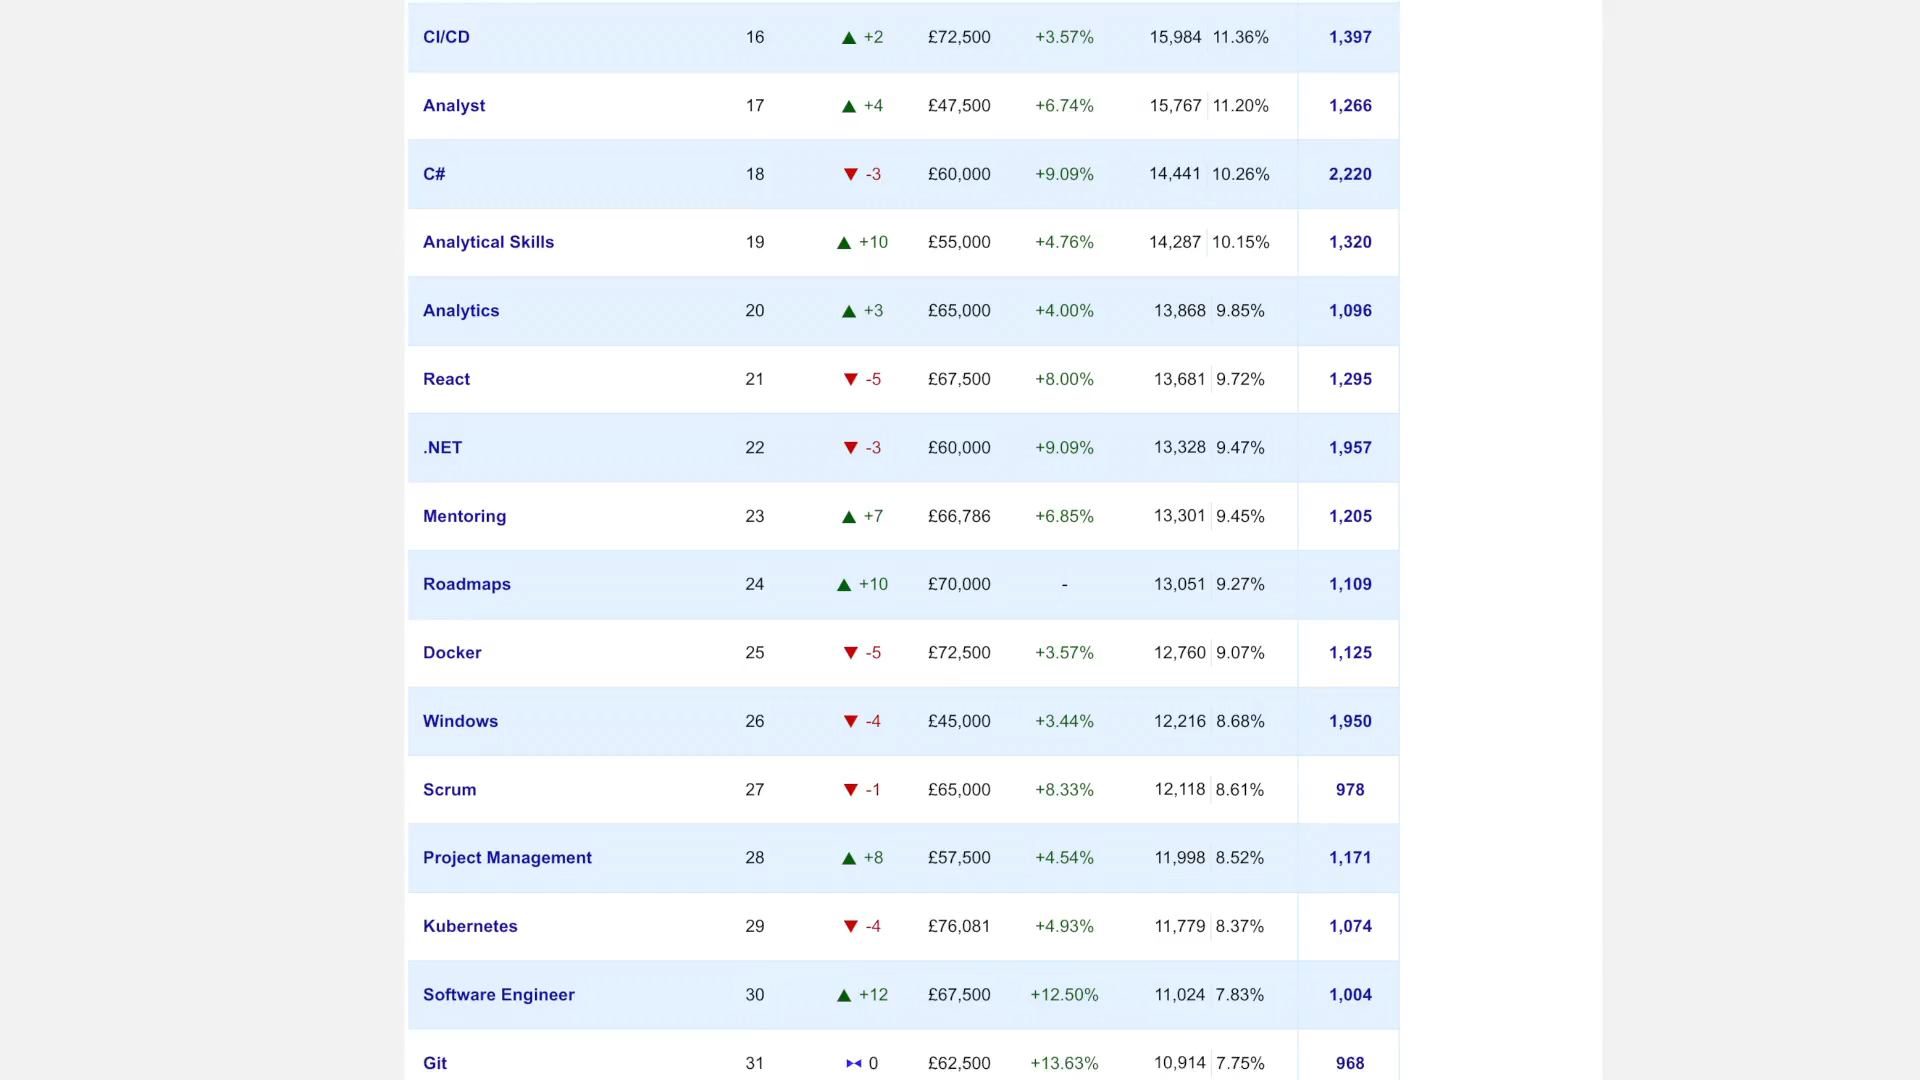 CI/CD 16 ▲ +2 £72,500 +3.57% 15,984 11.36% 1,397
Analyst 17 ▲ +4 £47,500 +6.74% 15,767 11.20% 1,266
C# 18 ▼ -3 £60,000 +9.09% 14,441 10.26% 2,220
Analytical Skills 19 ▲ +10 £55,000 +4.76% 14,287 10.15% 1,320
Analytics 20 ▲ +3 £65,000 +4.00% 13,868 9.85% 1,096
React 21 ▼ -5 £67,500 +8.00% 13,681 9.72% 1,295
.NET 22 ▼ -3 £60,000 +9.09% 13,328 9.47% 1,957
Mentoring 23 ▲ +7 £66,786 +6.85% 13,301 9.45% 1,205
Roadmaps 24 ▲ +10 £70,000 - 13,051 9.27% 1,109
Docker 25 ▼ -5 £72,500 +3.57% 12,760 9.07% 1,125
Windows 26 ▼ -4 £45,000 +3.44% 12,216 8.68% 1,950
Scrum 27 ▼ -1 £65,000 +8.33% 12,118 8.61% 978
Project Management 28 ▲ +8 £57,500 +4.54% 11,998 8.52% 1,171
Kubernetes 29 ▼ -4 £76,081 +4.93% 11,779 8.37% 1,074
Software Engineer 30 ▲ +12 £67,500 +12.50% 11,024 7.83% 1,004
Git 31 0 £62,500 +13.63% 10,914 7.75% 968